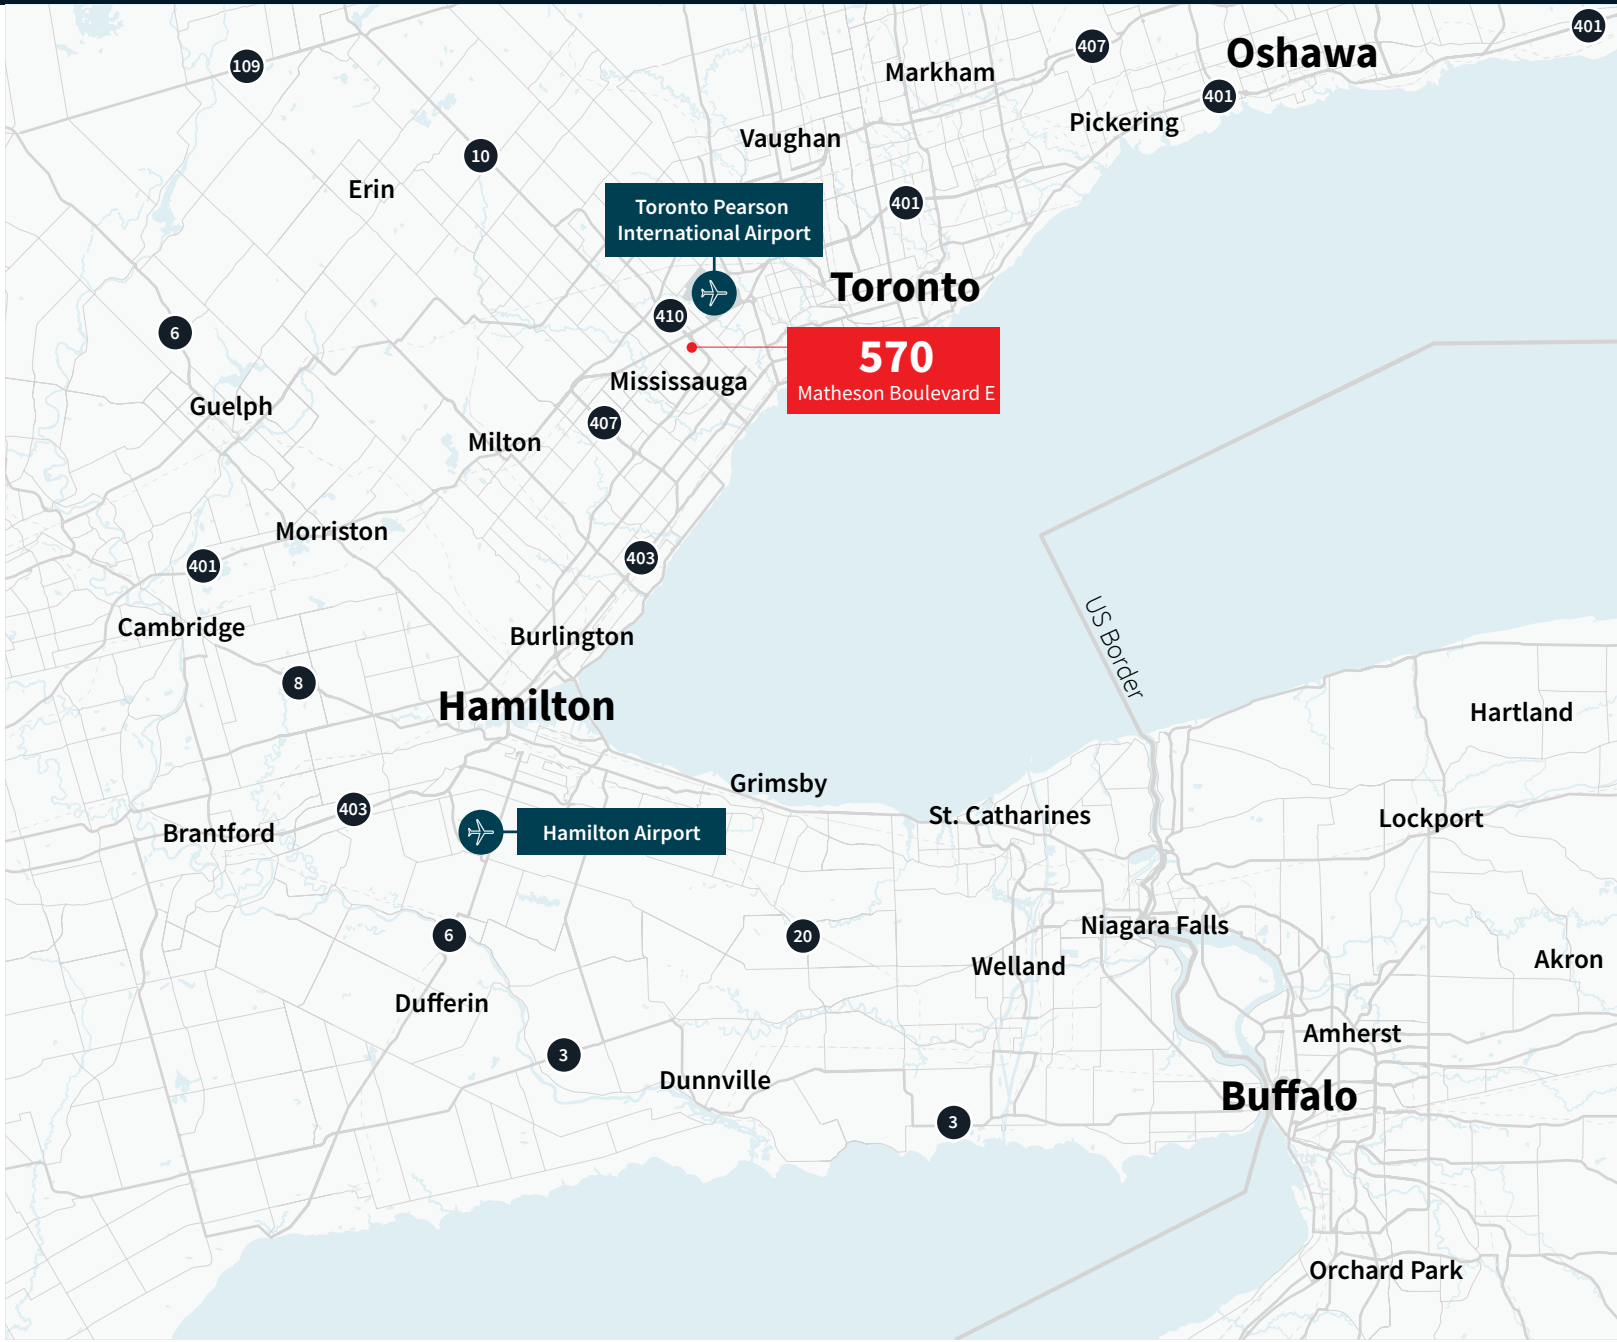 401
Oshawa
407
109
Markham
401
Pickering
Vaughan
10
Erin
401
Toronto Pearson
International Airport
Toronto
410
6
570
Matheson Boulevard E
Mississauga
Guelph
407
Milton
Morriston
403
401
US Border
Cambridge
Burlington
8
Hamilton
Hartland
Grimsby
403
St. Catharines
Lockport
Brantford
Hamilton Airport
Niagara Falls
6
20
Welland
Akron
Dufferin
Amherst
3
Dunnville
Buffalo
3
Orchard Park